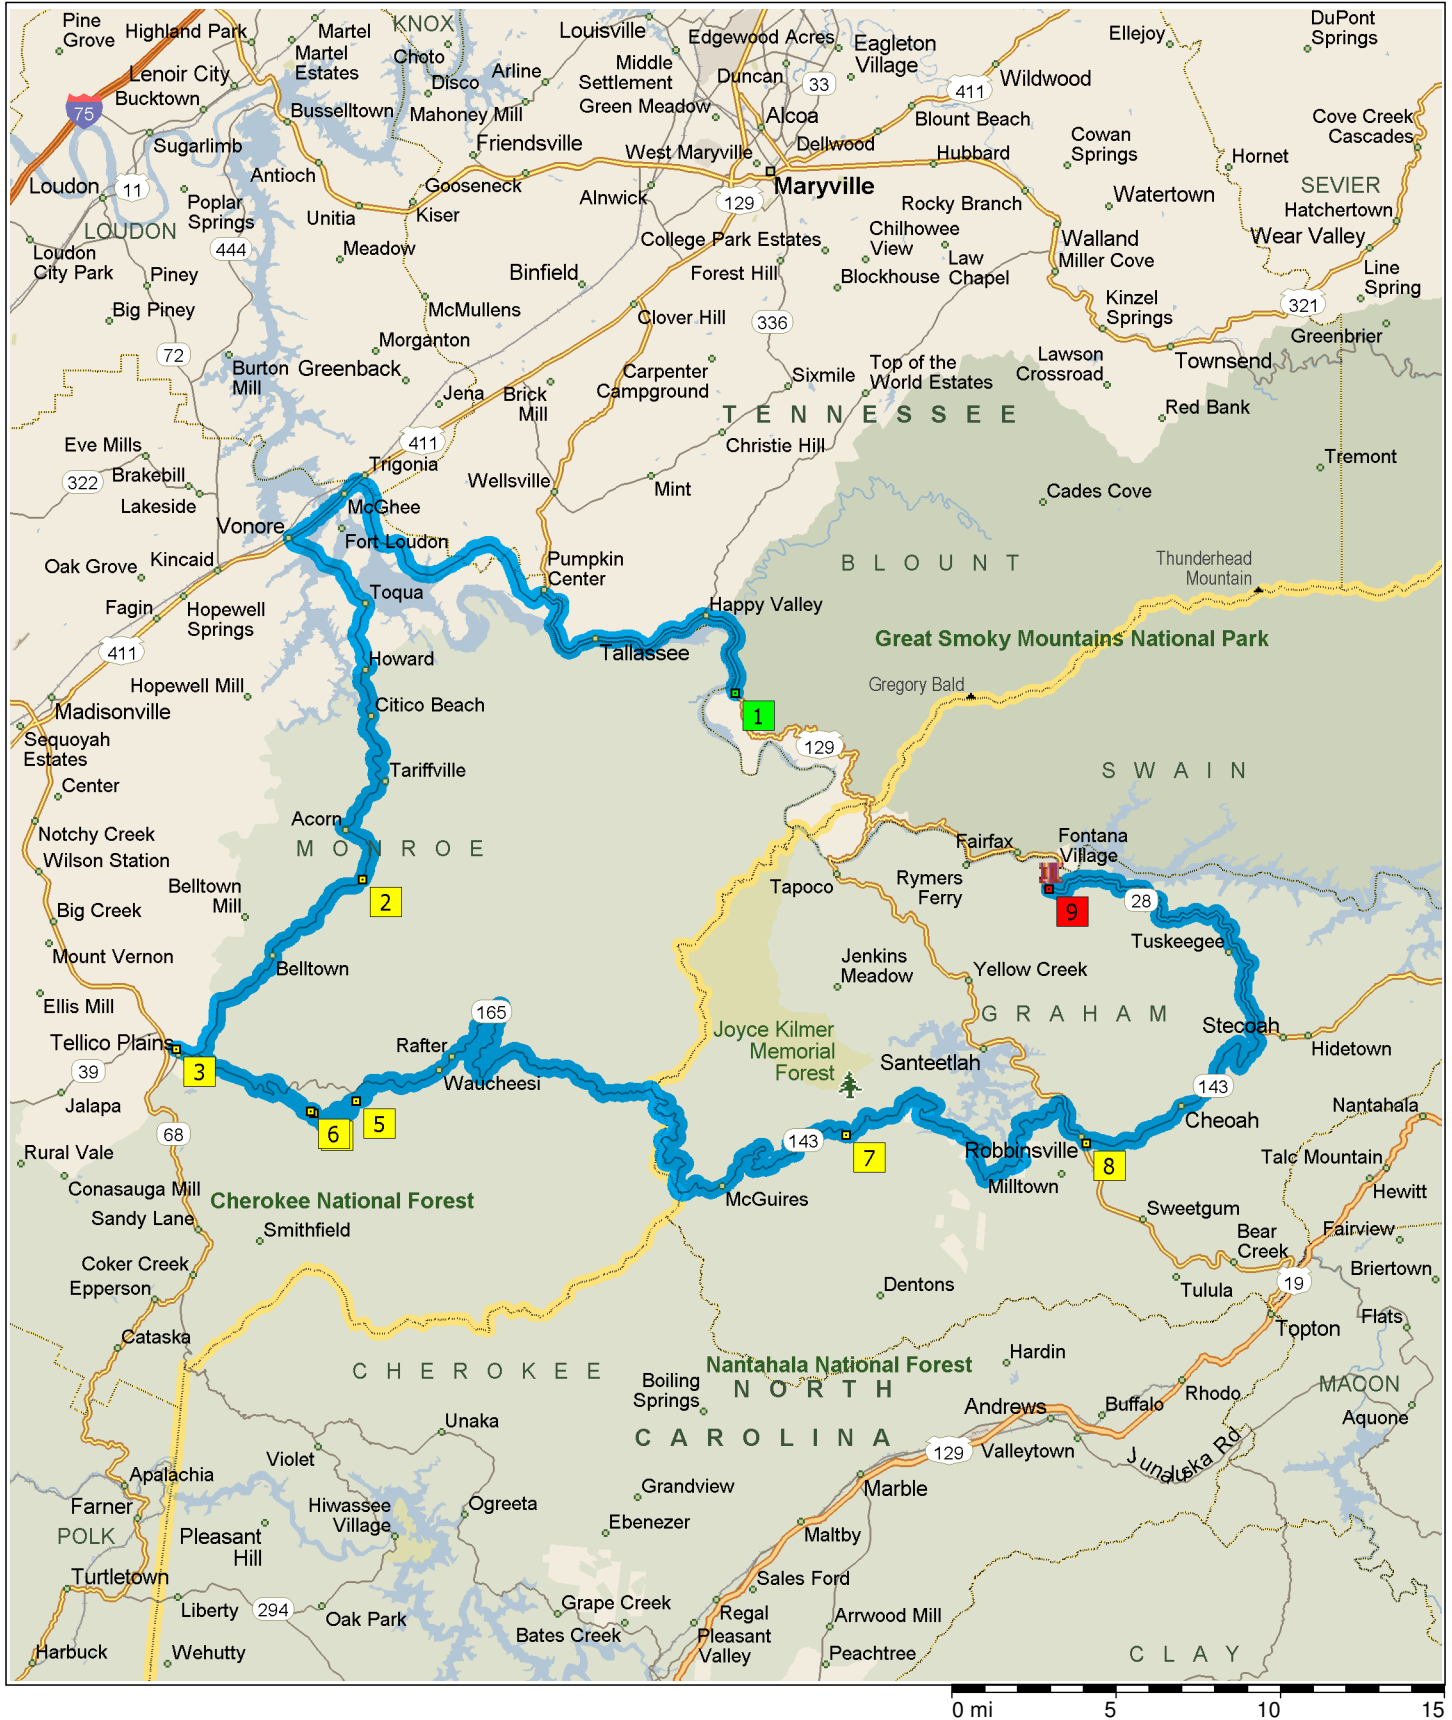 Pine
Grove
Highland Park
Martel
Martel
Estates
KNOX
Choto
Disco
Arline
Louisville
Middle
Settlement
Green Meadow
Edgewood Acres
Duncan
33
Eagleton
Village
Ellejoy
DuPont
Springs
Lenoir City
Bucktown
75
Busselltown
Mahoney Mill
Alcoa
411
Wildwood
Blount Beach
Cove Creek
Cascades
Sugarlimb
Friendsville
West Maryville
Dellwood
Hubbard
Cowan
Springs
Hornet
Loudon
11
Antioch
Gooseneck
Alnwick
Maryville
129
Rocky Branch
Watertown
SEVIER
Hatchertown
Poplar
Springs
LOUDON
444
Unitia
Kiser
Meadow
College Park Estates
Chilhowee
View
Walland
Miller Cove
Wear Valley
Loudon
City Park
Piney
Binfield
Forest Hill
Blockhouse
Law
Chapel
Line
Spring
Big Piney
McMullens
Clover Hill
336
Kinzel
Springs
321
Greenbrier
72
Morganton
Burton
Mill
Greenback
Jena
Brick
Mill
Carpenter
Campground
Sixmile
Top of the
World Estates
Lawson
Crossroad
Townsend
TENNESSEE
Red Bank
Eve Mills
411
Christie Hill
Tremont
322
Brakebill
Trigonia
Wellsville
Mint
Cades Cove
Lakeside
McGhee
Vonore
Fort Loudon
Oak Grove
Kincaid
Pumpkin
Center
BLOUNT
Thunderhead
Mountain
Fagin
Hopewell
Springs
Toqua
Happy Valley
411
Howard
Tallassee
Great Smoky Mountains National Park
Hopewell Mill
Gregory Bald
Madisonville
Citico Beach
1
Sequoyah
Estates
129
Center
Tariffville
SWAIN
Notchy Creek
Acorn
MONROE
Fairfax
Fontana
Village
Wilson Station
Belltown
Mill
Tapoco
Rymers
Ferry
2
9
28
Big Creek
Tuskeegee
Mount Vernon
Belltown
Jenkins
Meadow
Yellow Creek
Ellis Mill
165
GRAHAM
Tellico Plains
Rafter
Joyce Kilmer
Memorial
Forest
Stecoah
Hidetown
39
3
Waucheesi
Santeetlah
143
Jalapa
Cheoah
Nantahala
68
6
5
143
7
Robbinsville
8
Rural Vale
Milltown
Talc Mountain
Conasauga Mill
Cherokee National Forest
McGuires
Hewitt
Sandy Lane
Smithfield
Sweetgum
Bear
Creek
Fairview
Coker Creek
Epperson
Dentons
Tulula
19
Briertown
Cataska
Topton
Flats
CHEROKEE
Nantahala National Forest
Hardin
Boiling
Springs
NORTH
Rhodo
MACON
Unaka
Andrews
Buffalo
Aquone
CAROLINA
Violet
129
Valleytown
Junaluska Rd
Apalachia
Grandview
Marble
Farner
Hiwassee
Village
Ogreeta
POLK
Pleasant
Hill
Ebenezer
Maltby
Turtletown
Sales Ford
Liberty
294
Oak Park
Grape Creek
Regal
Arrwood Mill
Bates Creek
Pleasant
Valley
Harbuck
Wehutty
Peachtree
CLAY
0 mi
5
10
15